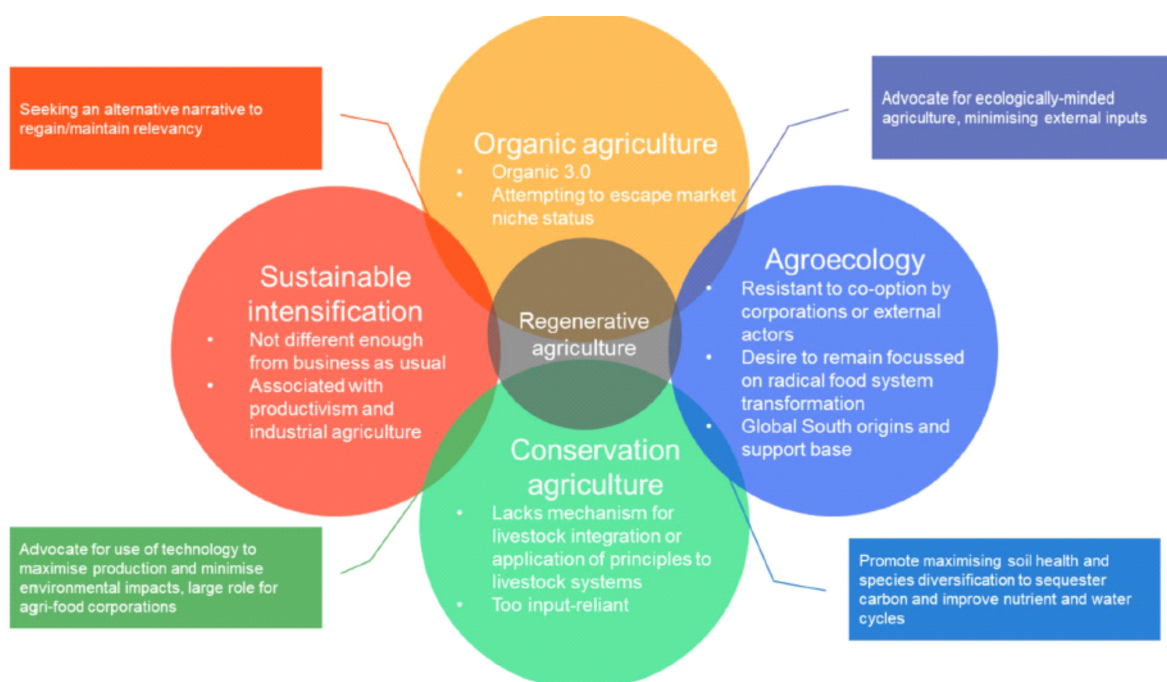 Seeking an alternative narrative to
regain/maintain relevancy
Advocate for ecologically-minded
agriculture, minimising external inputs
Organic agriculture
• Organic 3.0
• Attempting to escape market
niche status
Sustainable
intensification
• Not different enough
from business as usual
• Associated with
productivism and
industrial agriculture
Regenerative
agriculture
Agroecology
• Resistant to co-option by
corporations or external
actors
• Desire to remain focussed
on radical food system
transformation
• Global South origins and
support base
Conservation
agriculture
• Lacks mechanism for
livestock integration or
application of principles to
livestock systems
• Too input-reliant
Advocate for use of technology to
maximise production and minimise
environmental impacts, large role for
agri-food corporations
Promote maximising soil health and
species diversification to sequester
carbon and improve nutrient and water
cycles